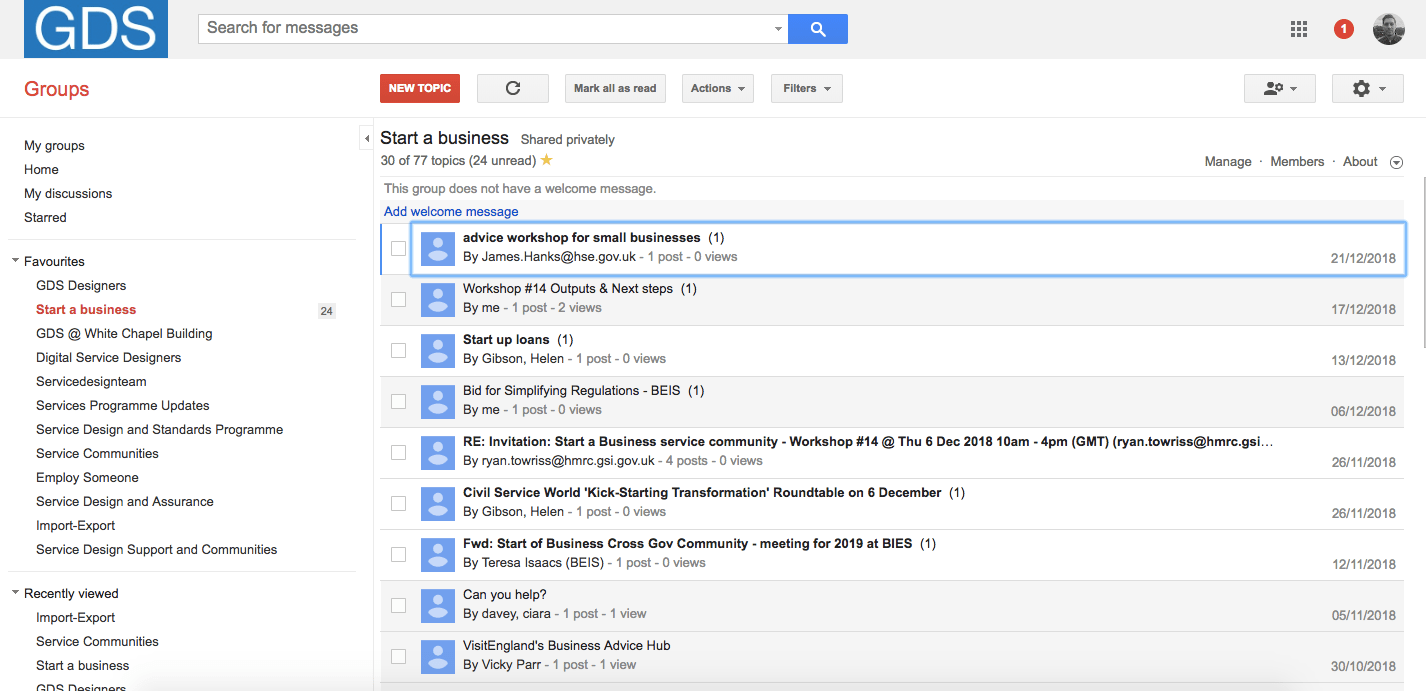 GDS
Search for messages
1
Groups
NEW TOPIC
Mark all as read
Actions
Filters
My groups
Home
My discussions
Starred
Favourites
GDS Designers
Start a business
24
GDS @ White Chapel Building
Digital Service Designers
Servicedesignteam
Services Programme Updates
Service Design and Standards Programme
Service Communities
Employ Someone
Service Design and Assurance
Import-Export
Service Design Support and Communities
Recently viewed
Import-Export
Service Communities
Start a business
GDS Designers
Start a business Shared privately
30 of 77 topics (24 unread)
Manage · Members · About
This group does not have a welcome message.
Add welcome message
advice workshop for small businesses (1)
By James.Hanks@hse.gov.uk - 1 post - 0 views
21/12/2018
Workshop #14 Outputs & Next steps (1)
By me - 1 post - 2 views
17/12/2018
Start up loans (1)
By Gibson, Helen - 1 post - 0 views
13/12/2018
Bid for Simplifying Regulations - BEIS (1)
By me - 1 post - 0 views
06/12/2018
RE: Invitation: Start a Business service community - Workshop #14 @ Thu 6 Dec 2018 10am - 4pm (GMT) (ryan.towriss@hmrc.gsi…
By ryan.towriss@hmrc.gsi.gov.uk - 4 posts - 0 views
26/11/2018
Civil Service World 'Kick-Starting Transformation' Roundtable on 6 December (1)
By Gibson, Helen - 1 post - 0 views
26/11/2018
Fwd: Start of Business Cross Gov Community - meeting for 2019 at BIES (1)
By Teresa Isaacs (BEIS) - 1 post - 0 views
12/11/2018
Can you help?
By davey, ciara - 1 post - 1 view
05/11/2018
VisitEngland's Business Advice Hub
By Vicky Parr - 1 post - 1 view
30/10/2018